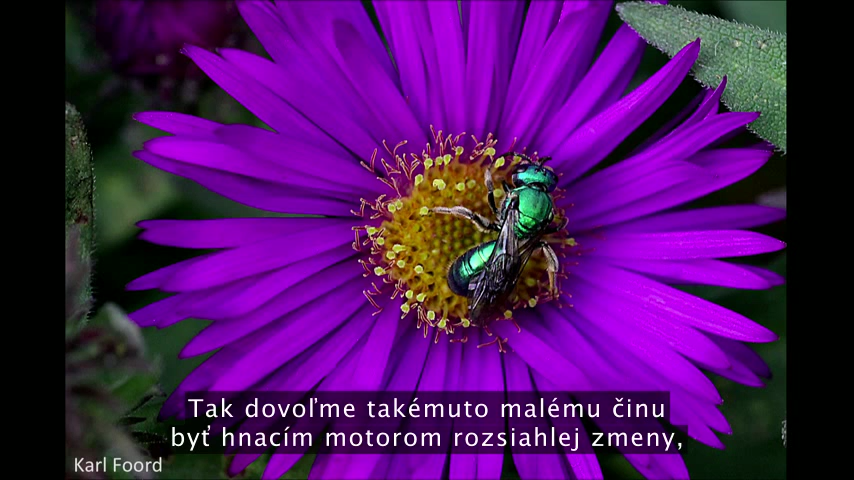 Tak dovoľme takémuto malému činu
byť hnacím motorom rozsiahlej zmeny,
Karl Foord